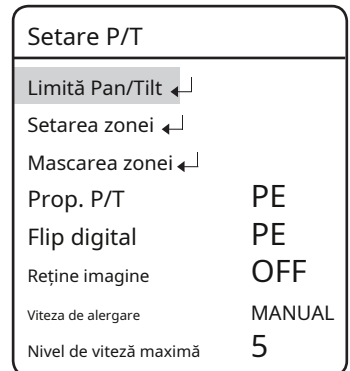 Setare P/T
Limită Pan/Tilt ↲
Setarea zonei ↲
Mascarea zonei ↲
Prop. P/T PE
Flip digital PE
Reține imagine OFF
Viteza de alergare MANUAL
Nivel de viteză maximă 5